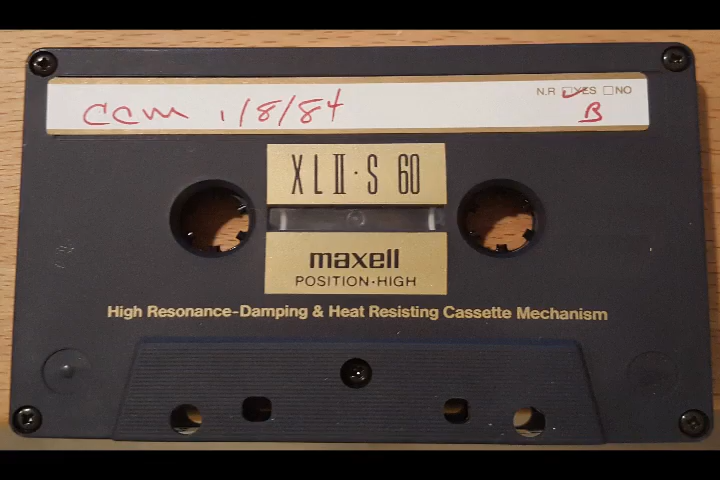 N.R YES NO
CCM 1/8/84 B
XLII·S 60
maxell
POSITION·HIGH
High Resonance-Damping & Heat Resisting Cassette Mechanism